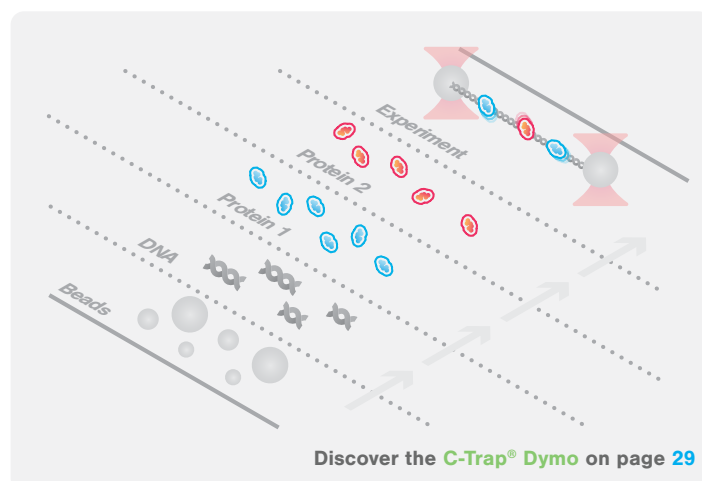 Experiment
Protein 2
Protein 1
DNA
Beads
Discover the C-Trap® Dymo on page 29